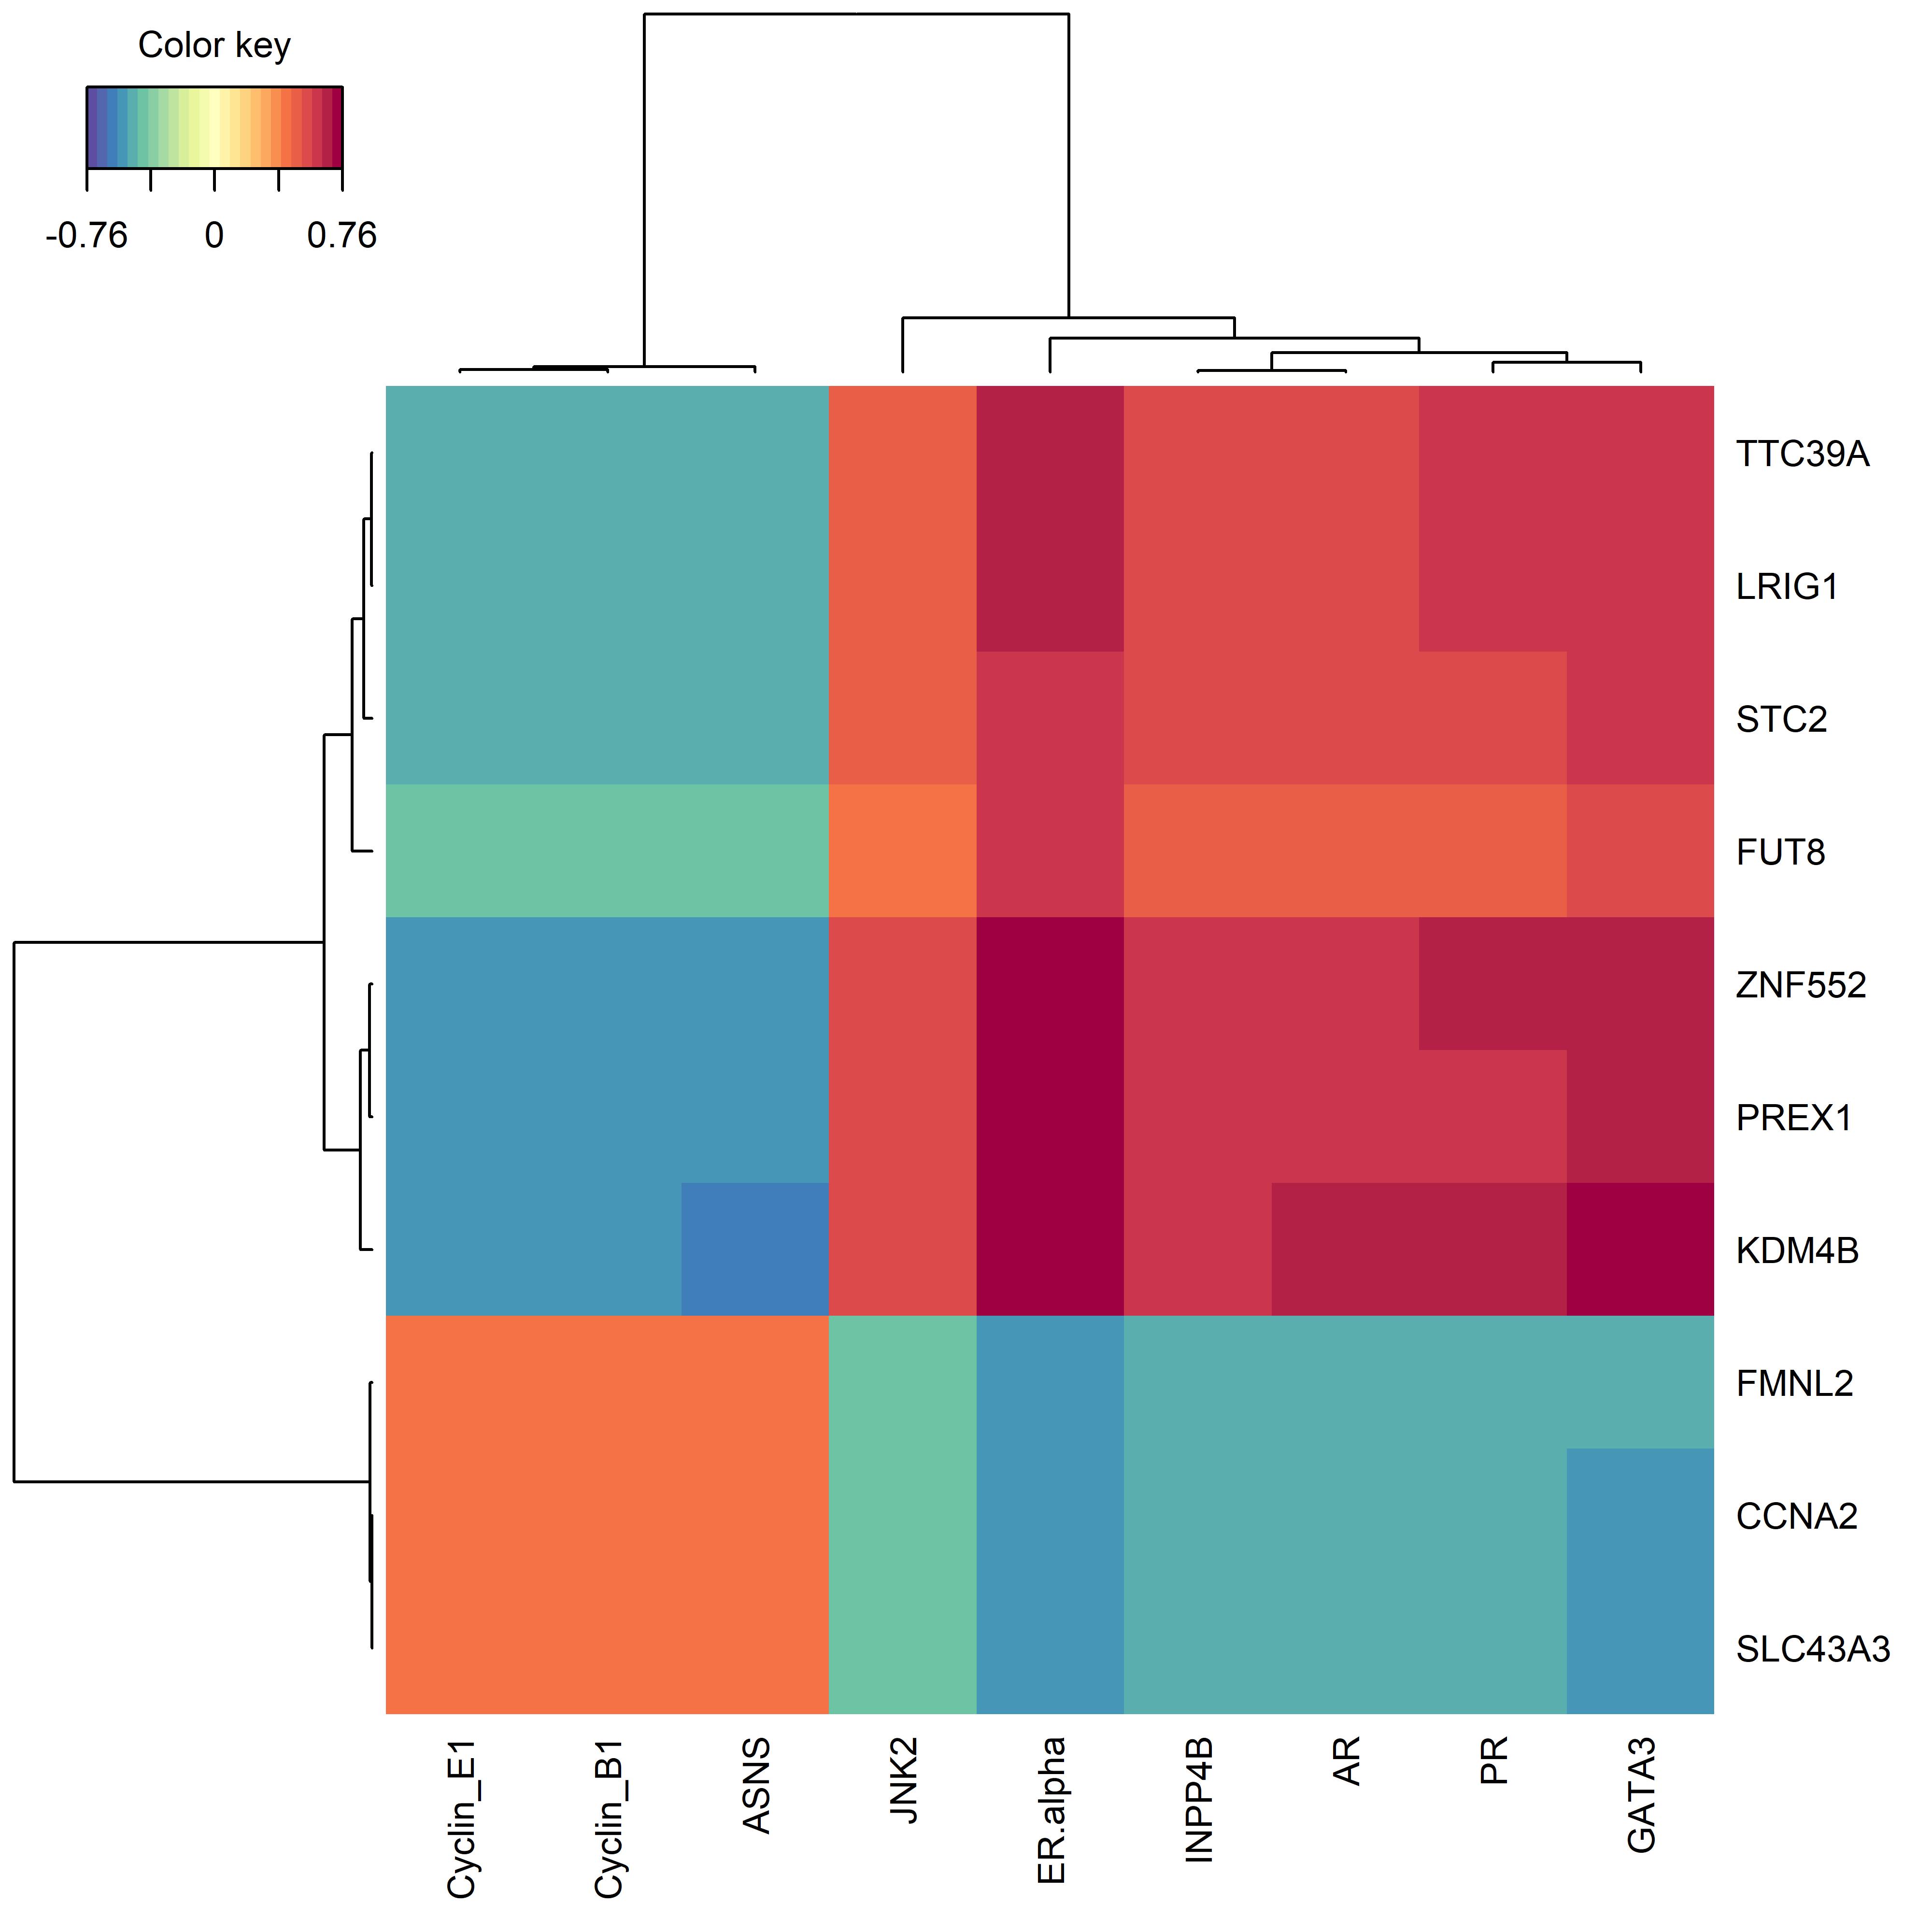 Color key
-0.76 0 0.76
TTC39A
LRIG1
STC2
FUT8
ZNF552
PREX1
KDM4B
FMNL2
CCNA2
SLC43A3
Cyclin_E1
Cyclin_B1
ASNS
JNK2
ER.alpha
INPP4B
AR
PR
GATA3